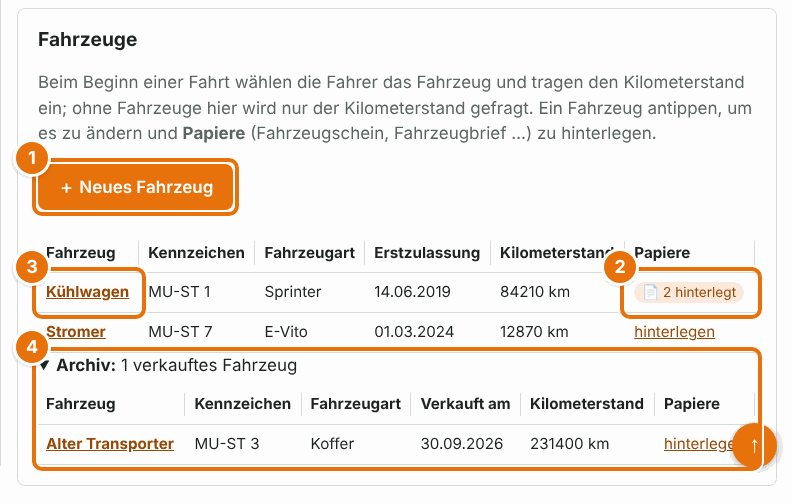 Fahrzeuge
Beim Beginn einer Fahrt wählen die Fahrer das Fahrzeug und tragen den Kilometerstand
ein; ohne Fahrzeuge hier wird nur der Kilometerstand gefragt. Ein Fahrzeug antippen, um
es zu ändern und Papiere (Fahrzeugschein, Fahrzeugbrief ...) zu hinterlegen.
1
+ Neues Fahrzeug
Fahrzeug Kennzeichen Fahrzeugart Erstzulassung Kilometerstand Papiere
3 2
Kühlwagen MU-ST 1 Sprinter 14.06.2019 84210 km 2 hinterlegt
Stromer MU-ST 7 E-Vito 01.03.2024 12870 km hinterlegen
4
Archiv: 1 verkauftes Fahrzeug
Fahrzeug Kennzeichen Fahrzeugart Verkauft am Kilometerstand Papiere
Alter Transporter MU-ST 3 Koffer 30.09.2026 231400 km hinterlege ↑